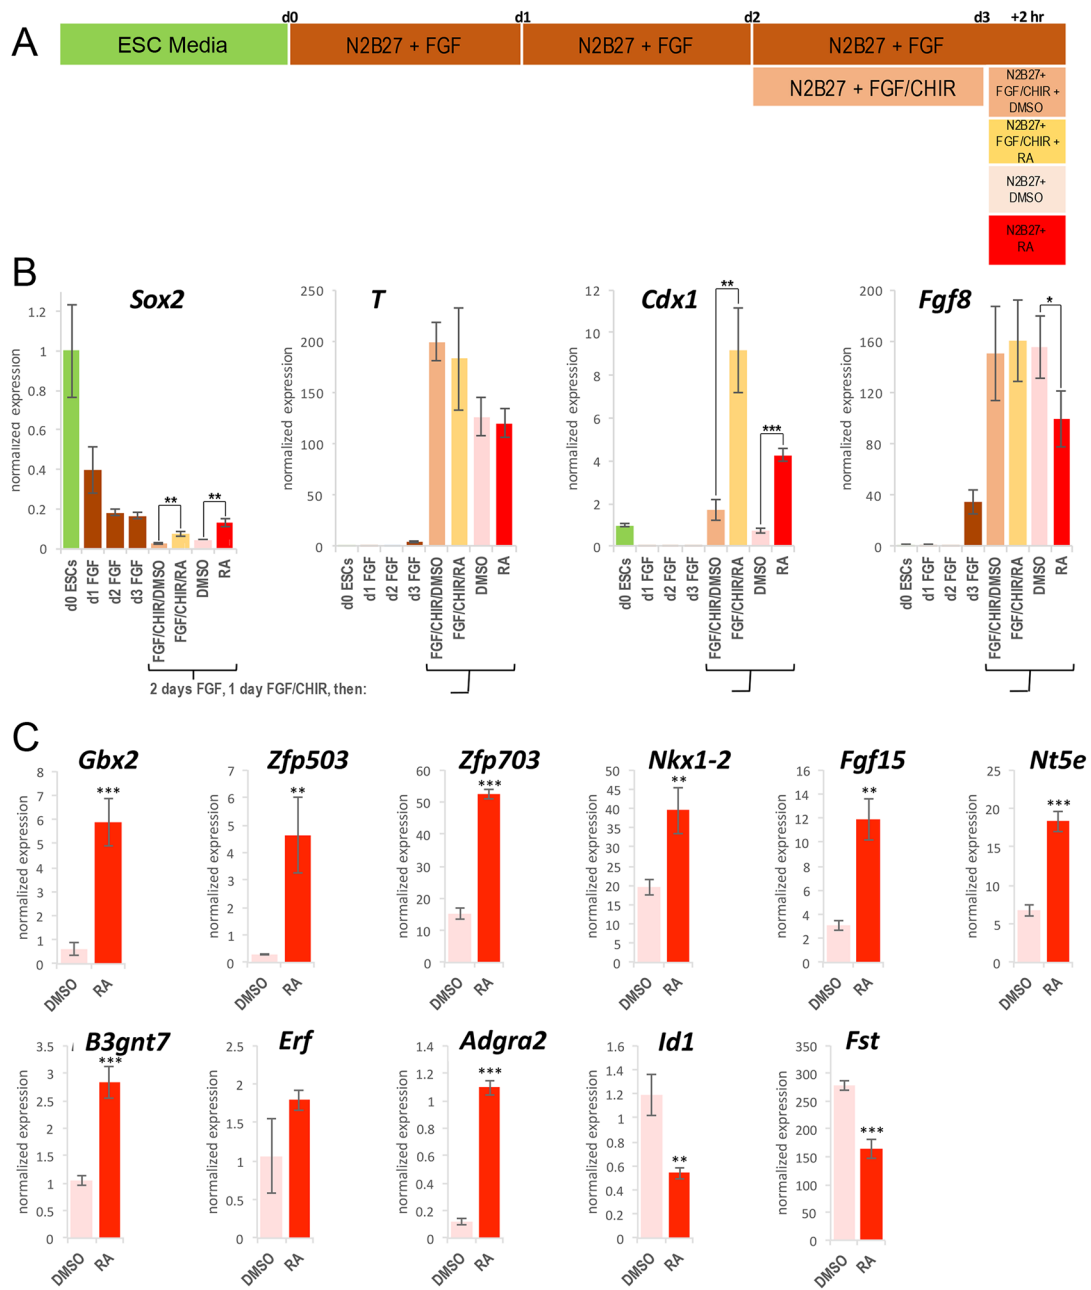 A
d0 d1 d2 d3 +2 hr
ESC Media N2B27 + FGF N2B27 + FGF N2B27 + FGF
N2B27 + FGF/CHIR
N2B27+
FGF/CHIR +
DMSO
N2B27+
FGF/CHIR +
RA
N2B27+
DMSO
N2B27+
RA
B
Sox2
normalized expression
1.2
1
0.8
0.6
0.4
0.2
0
**
**
d0 ESCs
d1 FGF
d2 FGF
d3 FGF
FGF/CHIR/DMSO
FGF/CHIR/RA
DMSO
RA
T
normalized expression
250
200
150
100
50
0
d0 ESCs
d1 FGF
d2 FGF
d3 FGF
FGF/CHIR/DMSO
FGF/CHIR/RA
DMSO
RA
Cdx1
normalized expression
12
10
8
6
4
2
0
**
***
d0 ESCs
d1 FGF
d2 FGF
d3 FGF
FGF/CHIR/DMSO
FGF/CHIR/RA
DMSO
RA
Fgf8
normalized expression
200
160
120
80
40
0
*
d0 ESCs
d1 FGF
d2 FGF
d3 FGF
FGF/CHIR/DMSO
FGF/CHIR/RA
DMSO
RA
2 days FGF, 1 day FGF/CHIR, then:
C
Gbx2
normalized expression
8
7
6
5
4
3
2
1
0
***
DMSO
RA
Zfp503
normalized expression
7
6
5
4
3
2
1
0
**
DMSO
RA
Zfp703
normalized expression
60
50
40
30
20
10
0
***
DMSO
RA
Nkx1-2
normalized expression
50
45
40
35
30
25
20
15
10
5
0
**
DMSO
RA
Fgf15
normalized expression
16
14
12
10
8
6
4
2
0
**
DMSO
RA
Nt5e
normalized expression
25
20
15
10
5
0
***
DMSO
RA
B3gnt7
normalized expression
3.5
3
2.5
2
1.5
1
0.5
0
***
DMSO
RA
Erf
normalized expression
2.5
2
1.5
1
0.5
0
DMSO
RA
Adgra2
normalized expression
1.4
1.2
1
0.8
0.6
0.4
0.2
0
***
DMSO
RA
Id1
normalized expression
1.6
1.4
1.2
1
0.8
0.6
0.4
0.2
0
**
DMSO
RA
Fst
normalized expression
350
300
250
200
150
100
50
0
***
DMSO
RA